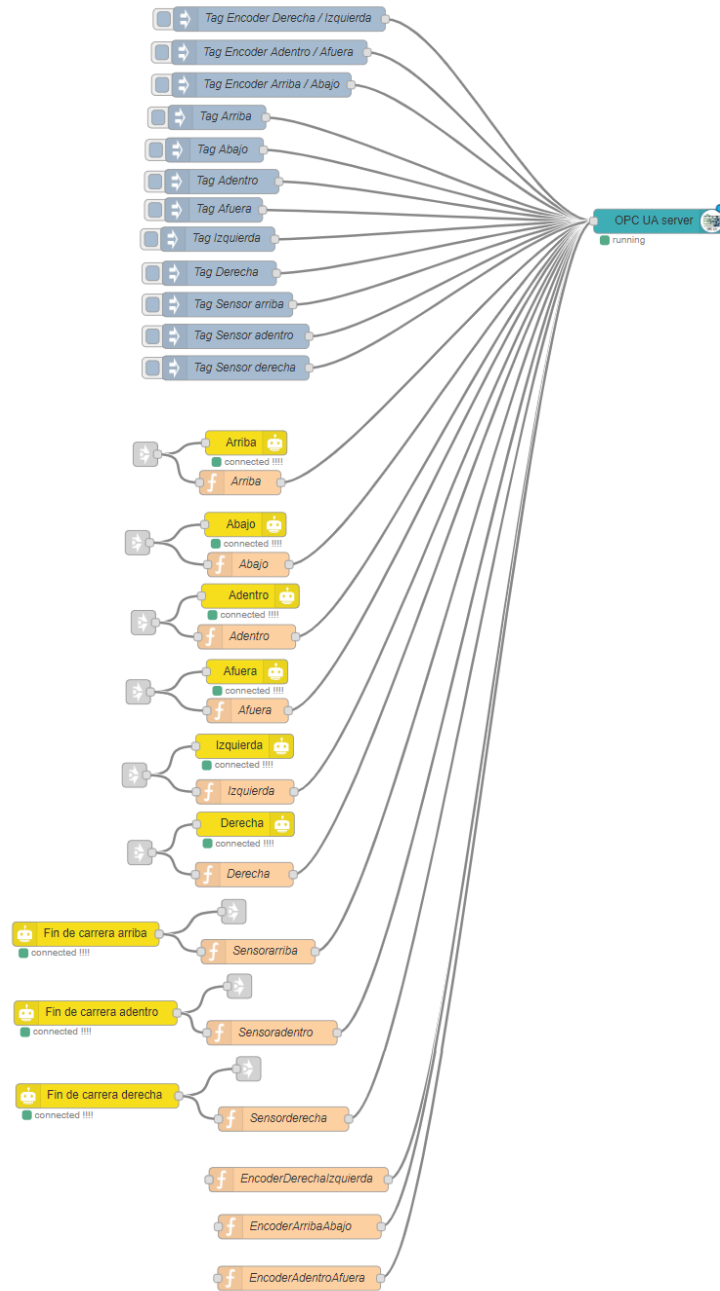 Tag Encoder Derecha / Izquierda
Tag Encoder Adentro / Afuera
Tag Encoder Arriba / Abajo
Tag Arriba
Tag Abajo
Tag Adentro
Tag Afuera
Tag Izquierda
Tag Derecha
Tag Sensor arriba
Tag Sensor adentro
Tag Sensor derecha
OPC UA server
running
Arriba
connected !!!!
Arriba
Abajo
connected !!!!
Abajo
Adentro
connected !!!!
Adentro
Afuera
connected !!!!
Afuera
Izquierda
connected !!!!
Izquierda
Derecha
connected !!!!
Derecha
Fin de carrera arriba
connected !!!!
Sensorarriba
Fin de carrera adentro
connected !!!!
Sensoradentro
Fin de carrera derecha
connected !!!!
Sensorderecha
EncoderDerechaIzquierda
EncoderArribaAbajo
EncoderAdentroAfuera